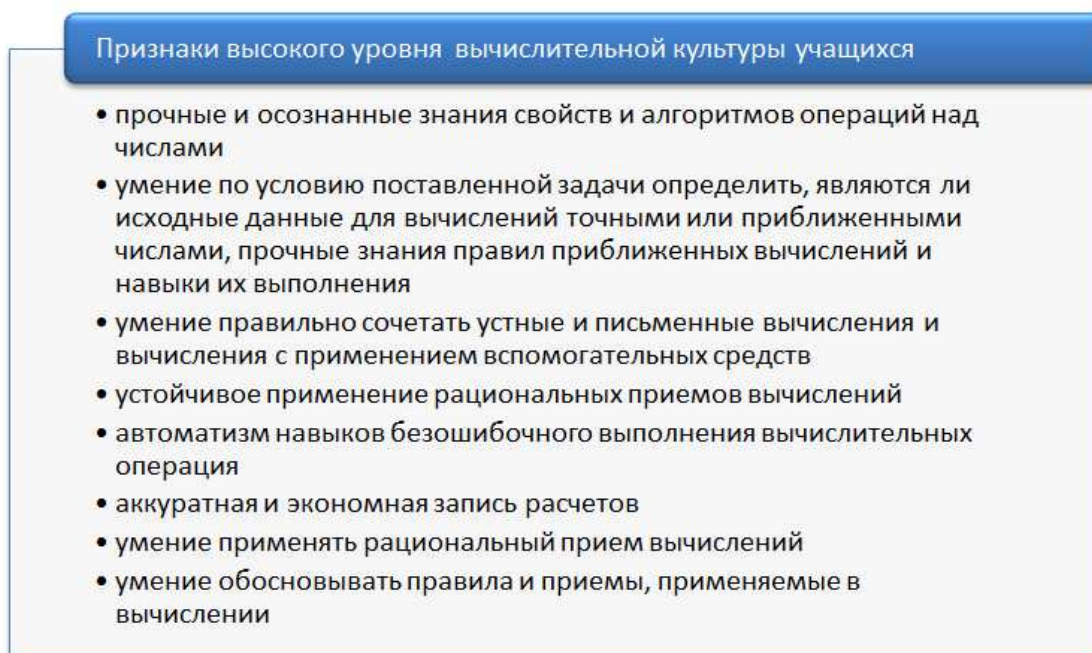 Признаки высокого уровня вычислительной культуры учащихся
• прочные и осознанные знания свойств и алгоритмов операций над
числами
• умение по условию поставленной задачи определить, являются ли
исходные данные для вычислений точными или приближенными
числами, прочные знания правил приближенных вычислений и
навыки их выполнения
• умение правильно сочетать устные и письменные вычисления и
вычисления с применением вспомогательных средств
• устойчивое применение рациональных приемов вычислений
• автоматизм навыков безошибочного выполнения вычислительных
операция
• аккуратная и экономная запись расчетов
• умение применять рациональный прием вычислений
• умение обосновывать правила и приемы, применяемые в
вычислении